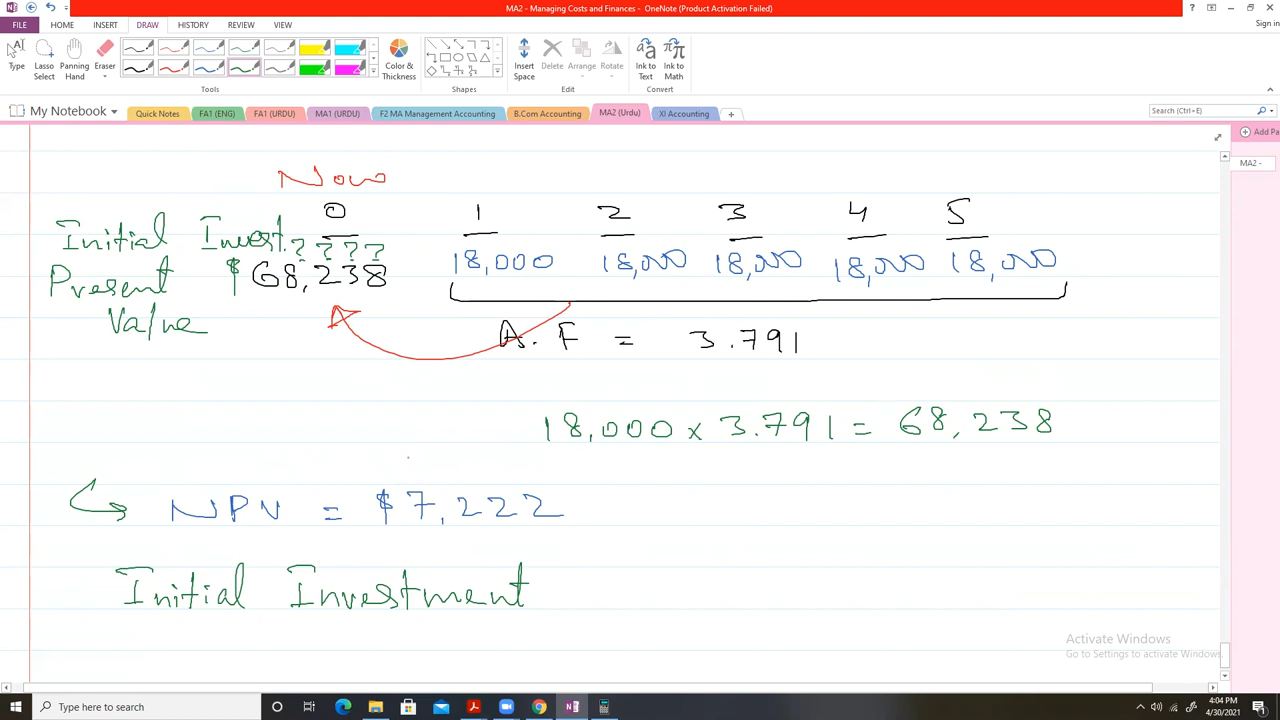 MA2 - Managing Costs and Finances - OneNote (Product Activation Failed)
FILE HOME INSERT DRAW HISTORY REVIEW VIEW
Sign in
Type Lasso Select Panning Hand Eraser Color & Thickness Insert Space Delete Arrange Rotate Ink to Text Ink to Math
Tools Shapes Edit Convert
My Notebook Quick Notes FA1 (ENG) FA1 (URDU) MA1 (URDU) F2 MA Management Accounting B.Com Accounting MA2 (Urdu) XI Accounting
Search (Ctrl+E)
Add Pa
MA2 -
Now
0 1 2 3 4 5
Initial Invest. ? ? ? ?
18,000 18,000 18,000 18,000 18,000
Present Value $68,238
A.F = 3.791
18,000 x 3.791 = 68,238
NPV = $7,222
Initial Investment
Activate Windows
Go to Settings to activate Windows.
Type here to search
4:04 PM
4/30/2021